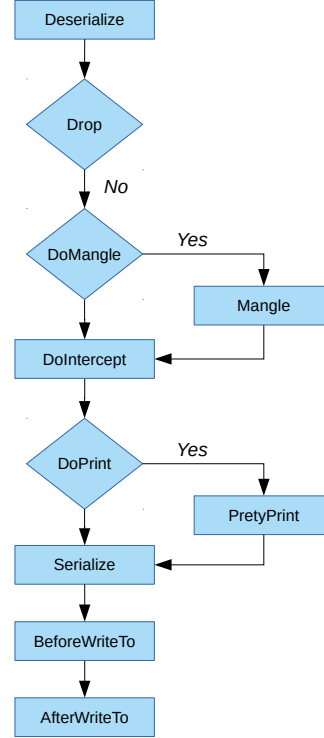 Deserialize
Drop
No
DoMangle
Yes
Mangle
DoIntercept
DoPrint
Yes
PretyPrint
Serialize
BeforeWriteTo
AfterWriteTo